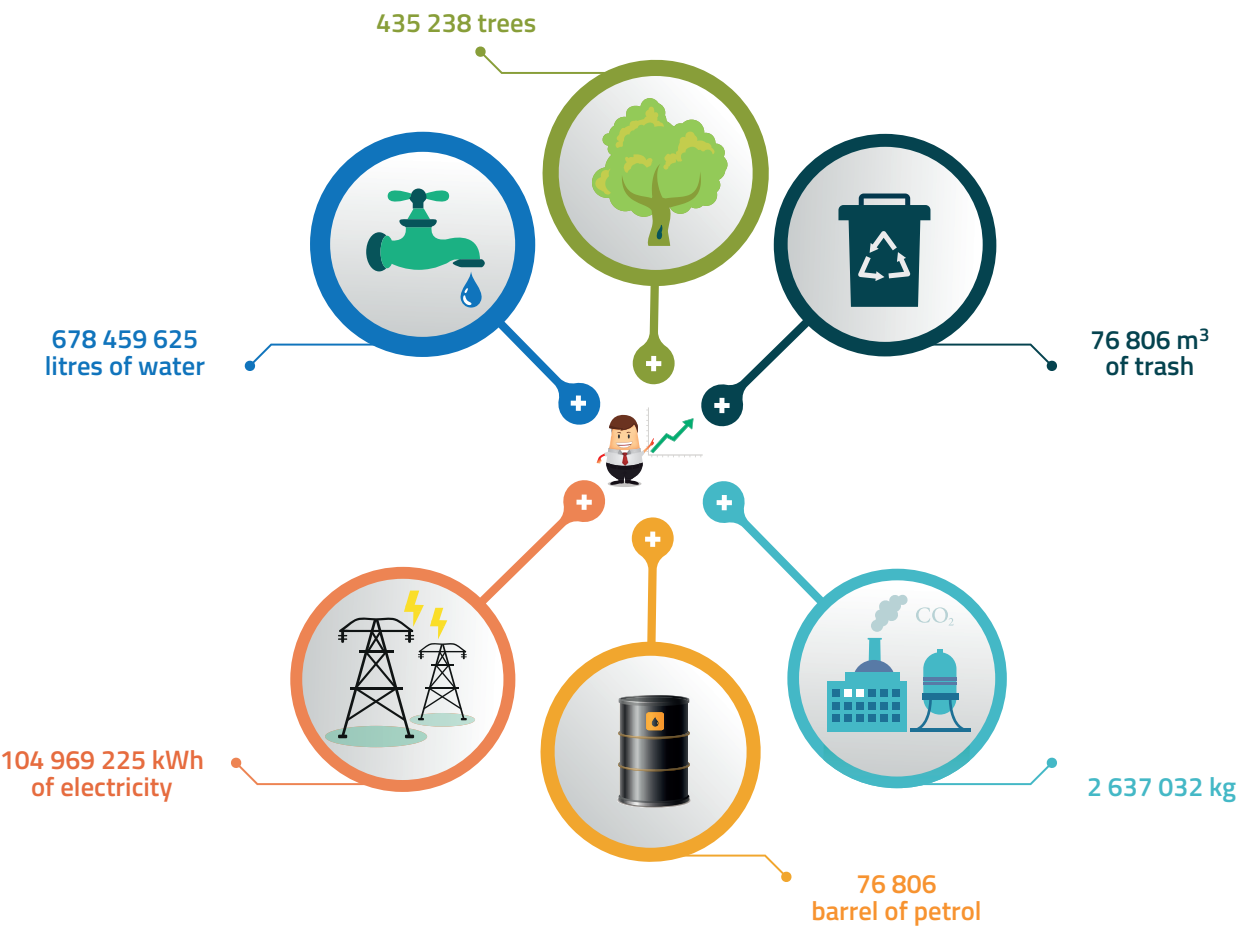 435 238 trees
678 459 625
litres of water
76 806 m³
of trash
CO₂
104 969 225 kWh
of electricity
2 637 032 kg
76 806
barrel of petrol